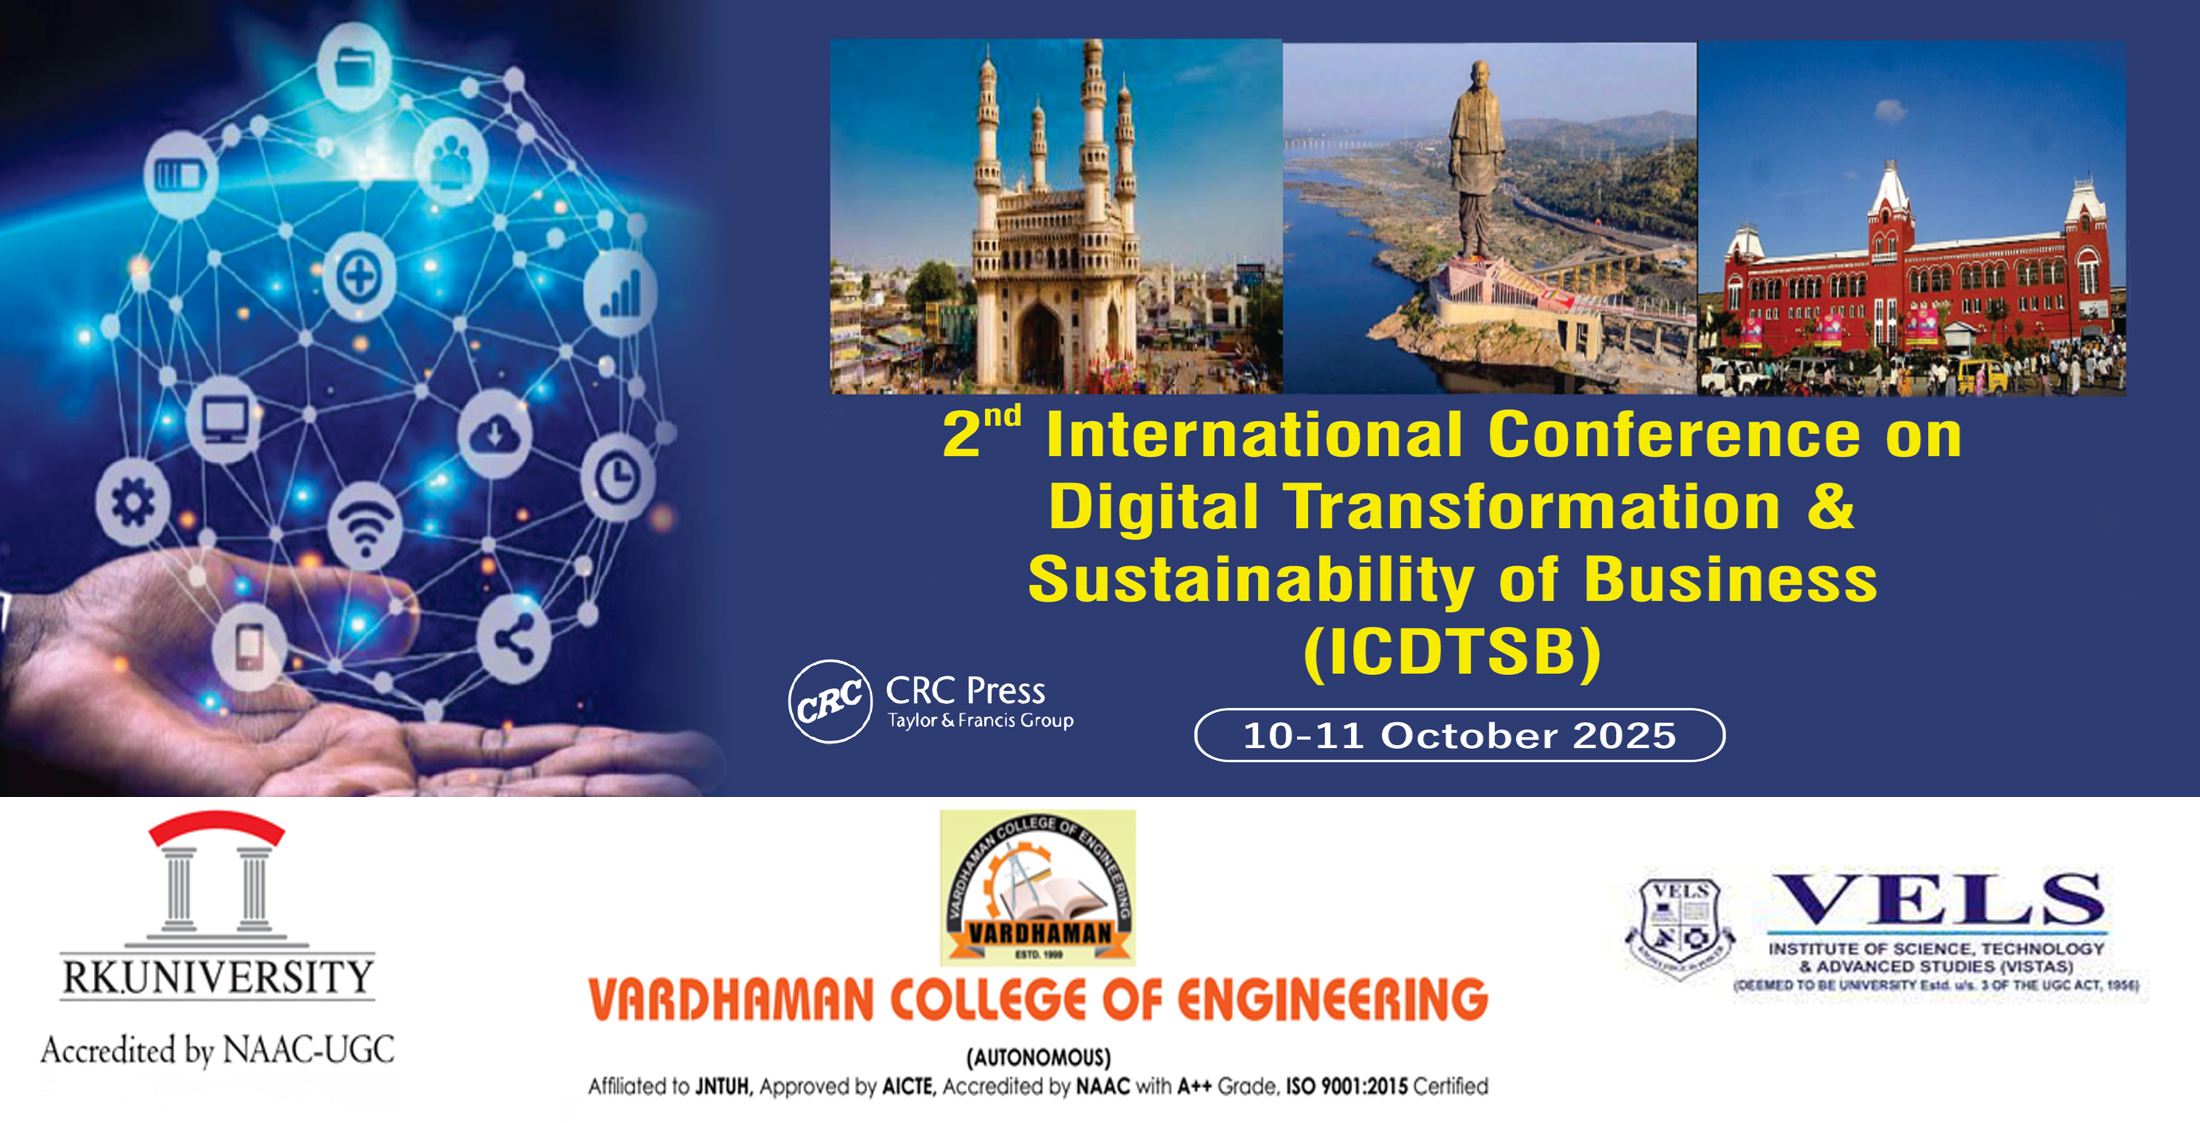 2nd International Conference on
Digital Transformation &
Sustainability of Business
(ICDTSB)
CRC
CRC Press
Taylor & Francis Group
10-11 October 2025
RK.UNIVERSITY
Accredited by NAAC-UGC
VARDHAMAN COLLEGE OF ENGINEERING
VARDHAMAN
ESTD. 1999
VARDHAMAN COLLEGE OF ENGINEERING
(AUTONOMOUS)
Affiliated to JNTUH, Approved by AICTE, Accredited by NAAC with A++ Grade, ISO 9001:2015 Certified
VELS
VELS
INSTITUTE OF SCIENCE, TECHNOLOGY
& ADVANCED STUDIES (VISTAS)
(DEEMED TO BE UNIVERSITY Estd. u/s. 3 OF THE UGC ACT, 1956)